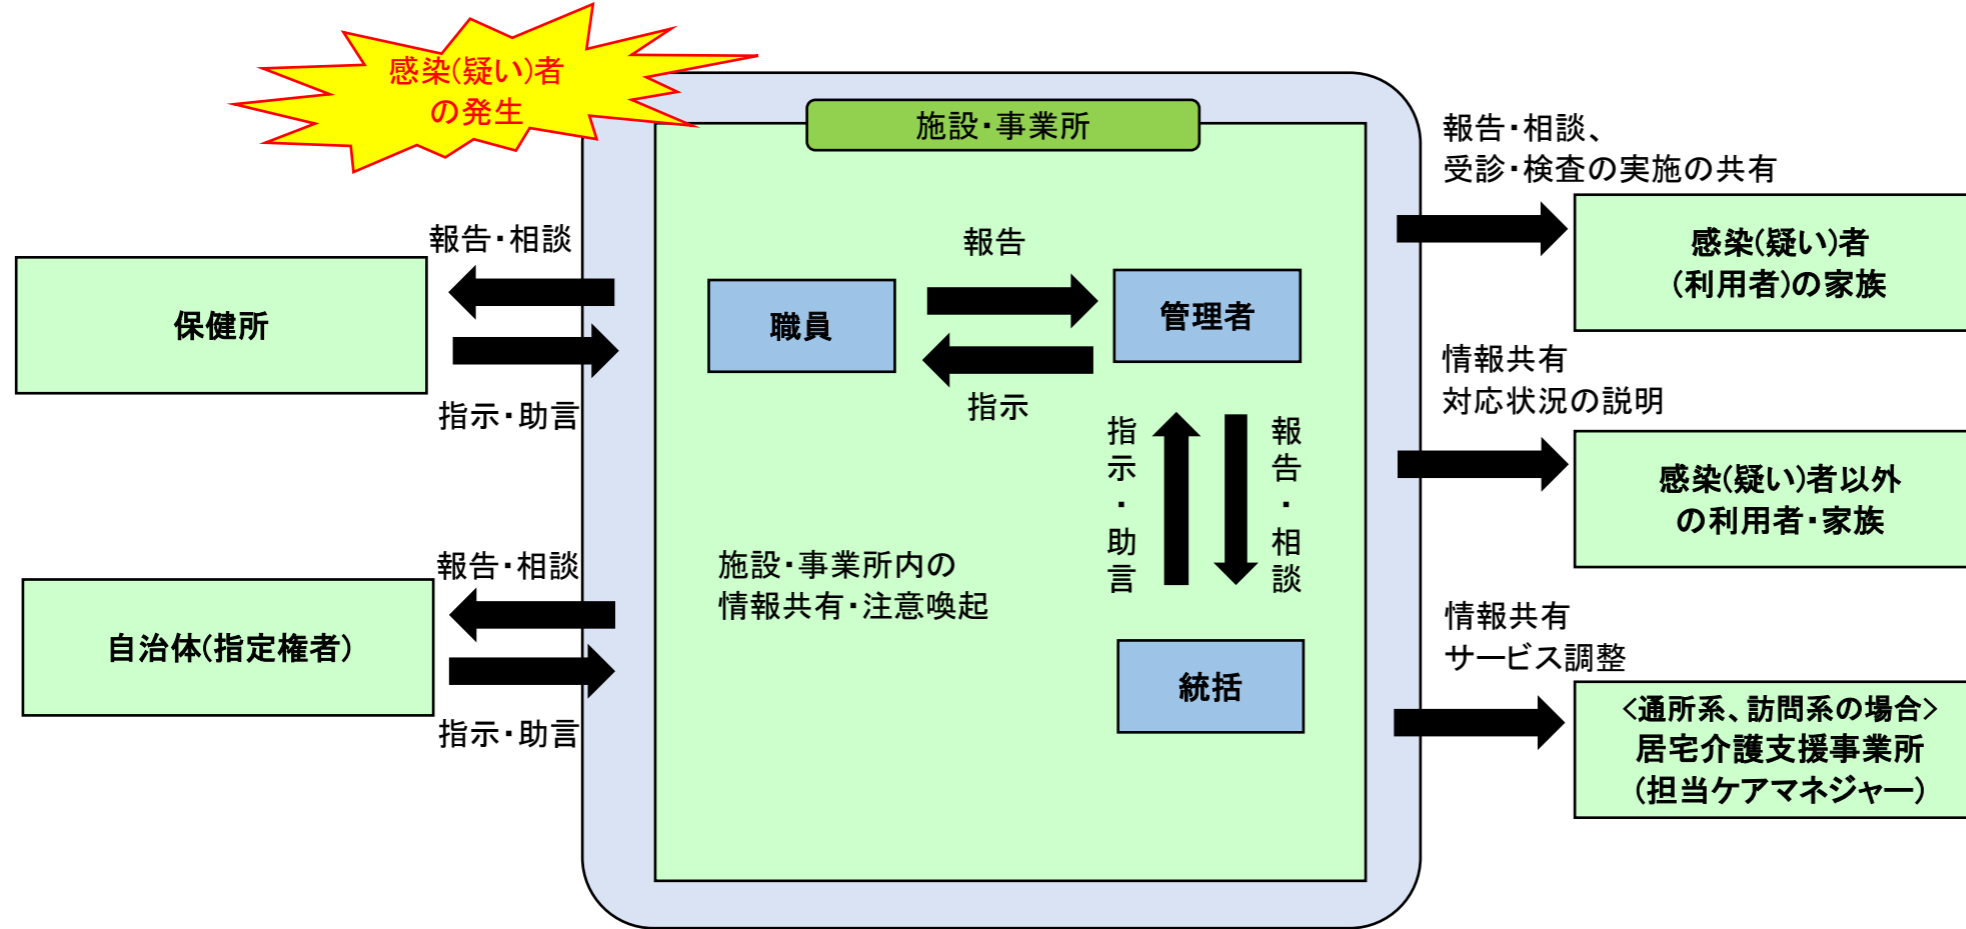 感染(疑い)者
の発生
施設・事業所
報告・相談
保健所
指示・助言
報告・相談
自治体(指定権者)
指示・助言
職員
報告
管理者
指示
指示・助言
報告・相談
施設・事業所内の
情報共有・注意喚起
統括
報告・相談、
受診・検査の実施の共有
感染(疑い)者
(利用者)の家族
情報共有
対応状況の説明
感染(疑い)者以外
の利用者・家族
情報共有
サービス調整
<通所系、訪問系の場合>
居宅介護支援事業所
(担当ケアマネジャー)